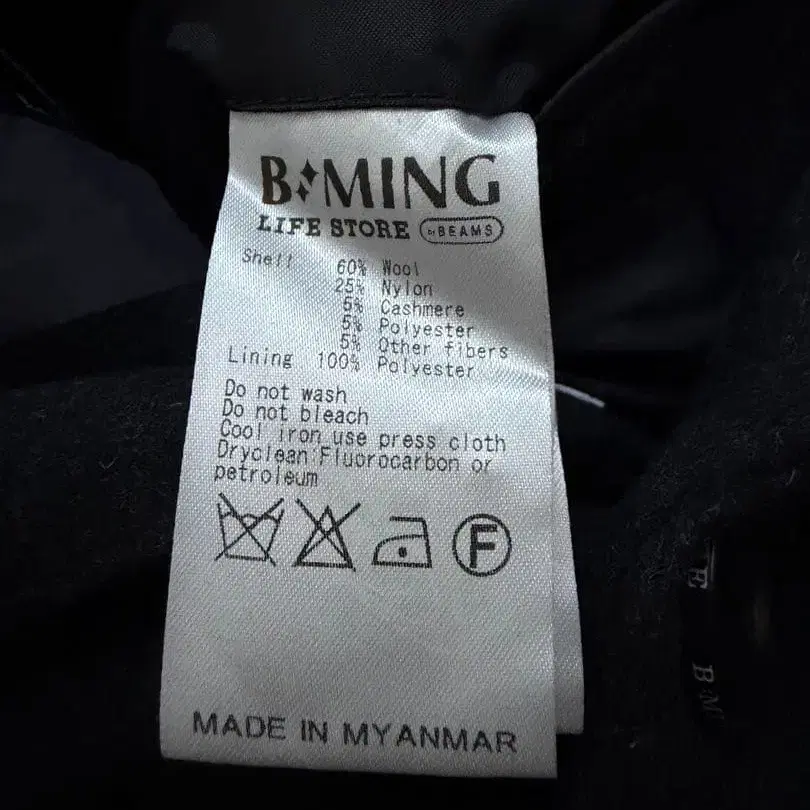 B MING
LIFE STORE by BEAMS
Shell 60% Wool
25% Nylon
5% Cashmere
5% Polyester
5% Other fibers
Lining 100% Polyester
Do not wash
Do not bleach
Cool iron use press cloth
Dryclean Fluorocarbon or
petroleum
F
MADE IN MYANMAR
E
B M